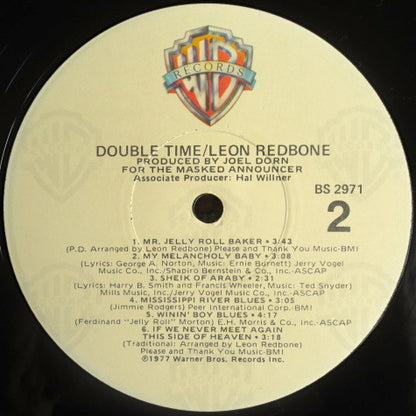 WB
RECORDS
DOUBLE TIME/LEON REDBONE
PRODUCED BY JOEL DORN
FOR THE MASKED ANNOUNCER
Associate Producer: Hal Willner
BS 2971
2
1. MR. JELLY ROLL BAKER • 3:43
(P.D. Arranged by Leon Redbone) Please and Thank You Music-BMI
2. MY MELANCHOLY BABY • 3:08
(Lyrics: George A. Norton, Music: Ernie Burnett) Jerry Vogel
Music Co., Inc./Shapiro Bernstein & Co., Inc.-ASCAP
3. SHEIK OF ARABY • 2:31
(Lyrics: Harry B. Smith and Francis Wheeler, Music: Ted Snyder)
Mills Music, Inc./Jerry Vogel Music Co., Inc.-ASCAP
4. MISSISSIPPI RIVER BLUES • 3:05
(Jimmie Rodgers) Peer International Corp.-BMI
5. WININ' BOY BLUES • 4:17
(Ferdinand "Jelly Roll" Morton) E.H. Morris & Co., Inc.-ASCAP
6. IF WE NEVER MEET AGAIN
THIS SIDE OF HEAVEN • 3:18
(Traditional: Arranged by Leon Redbone)
Please and Thank You Music-BMI
©1977 Warner Bros. Records Inc.